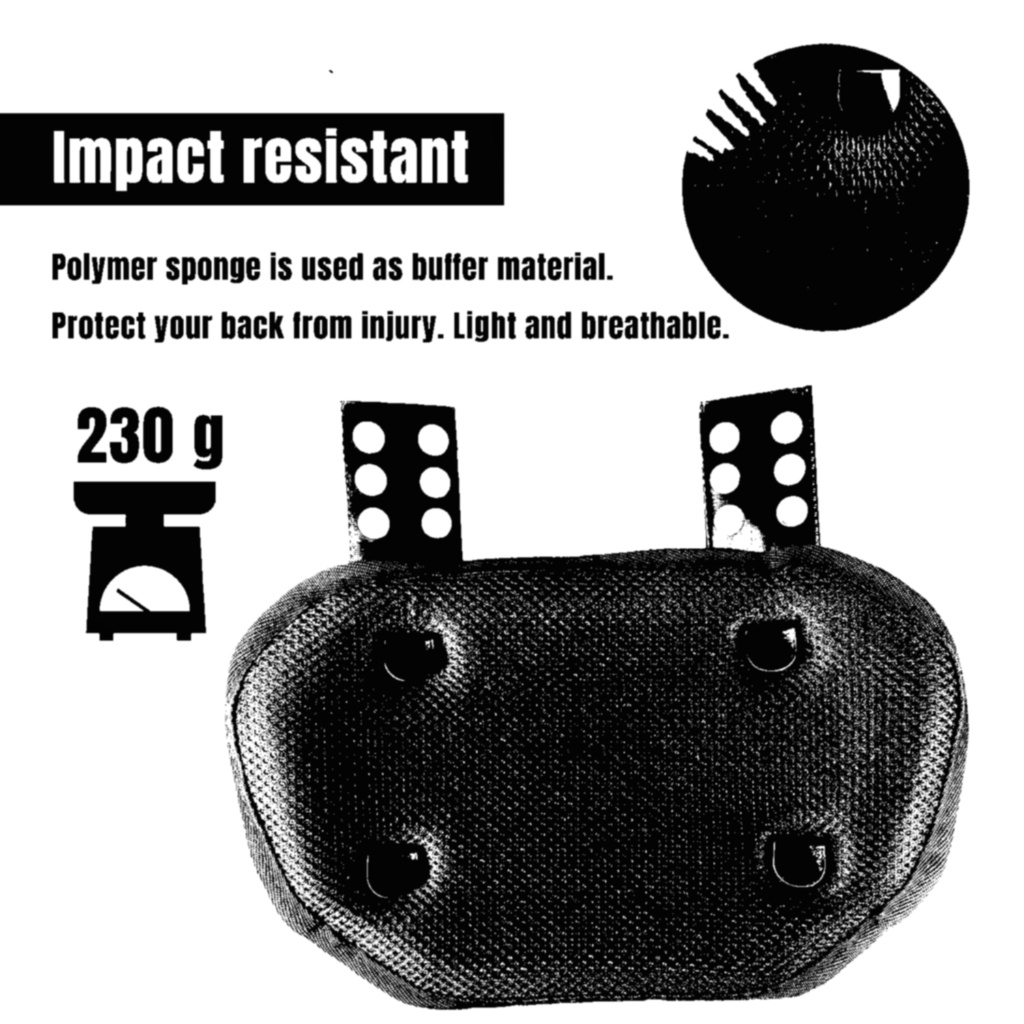 Impact resistant
Polymer sponge is used as buffer material.
Protect your back from injury. Light and breathable.
230 g